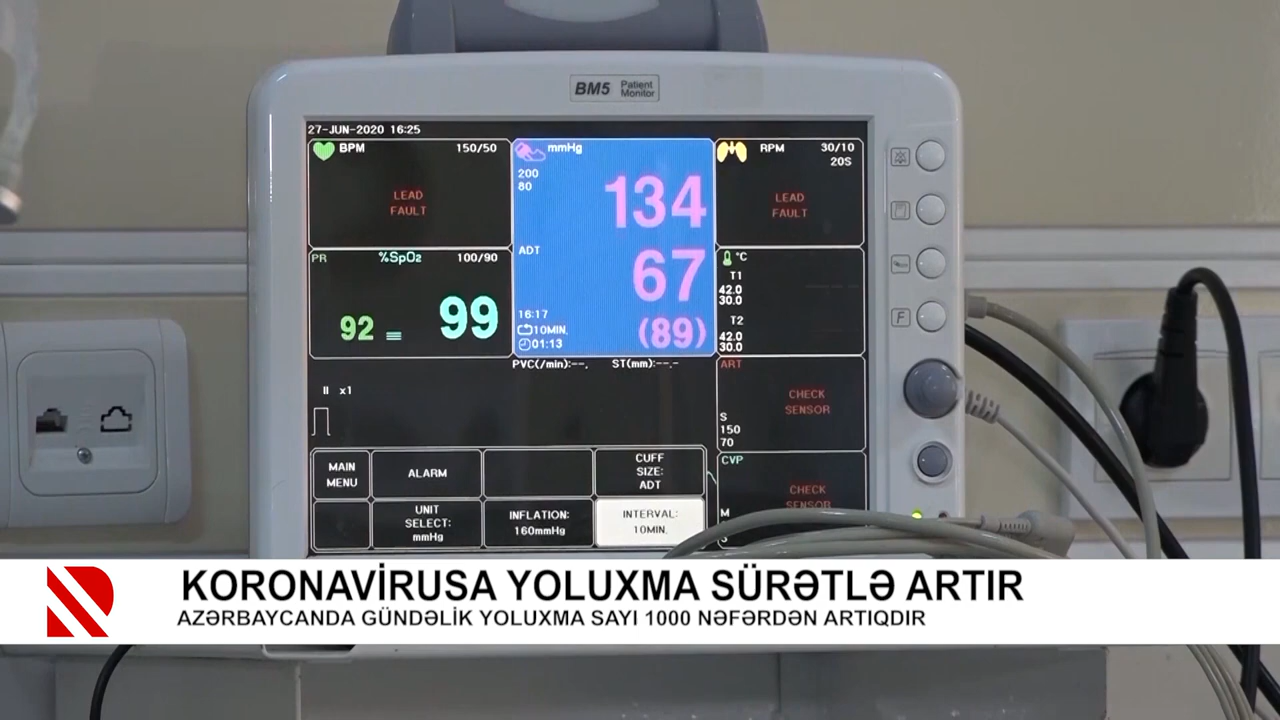 BM5 Patient Monitor
27-JUN-2020 16:25
BPM 150/50
LEAD
FAULT
mmHg
200
80
134
ADT
67
16:17
10MIN.
01:13
(89)
RPM 30/10
20S
LEAD
FAULT
PR %SpO2 100/90
92 99
°C
T1
42.0
30.0
T2
42.0
30.0
PVC(/min):--, ST(mm):--.-
II x1
ART
CHECK
SENSOR
S
150
70
CVP
CHECK
SENSOR
M
MAIN
MENU
ALARM
CUFF
SIZE:
ADT
UNIT
SELECT:
mmHg
INFLATION:
160mmHg
INTERVAL:
10MIN.
F
KORONAVİRUSA YOLUXMA SÜRƏTLƏ ARTIR
AZƏRBAYCANDA GÜNDƏLİK YOLUXMA SAYI 1000 NƏFƏRDƏN ARTIQDIR